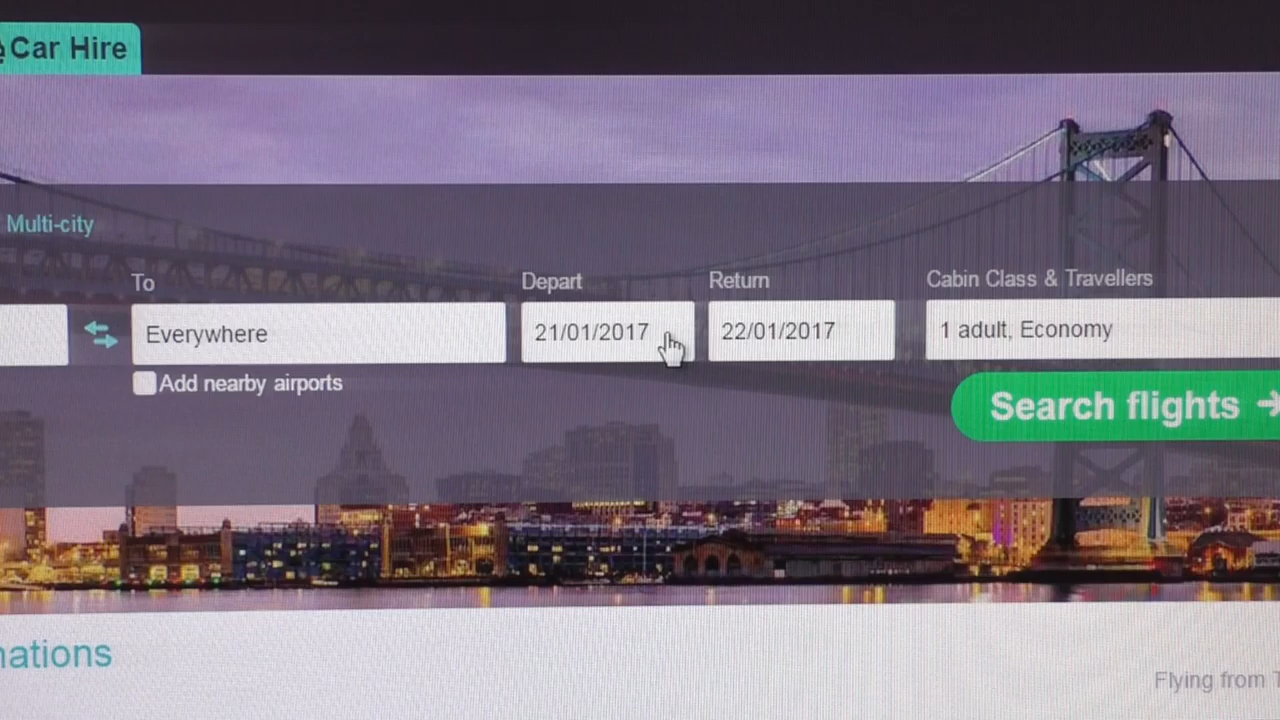 Car Hire
Multi-city
To
Depart
Return
Cabin Class & Travellers
Everywhere
21/01/2017
22/01/2017
1 adult, Economy
Add nearby airports
Search flights
Flying from